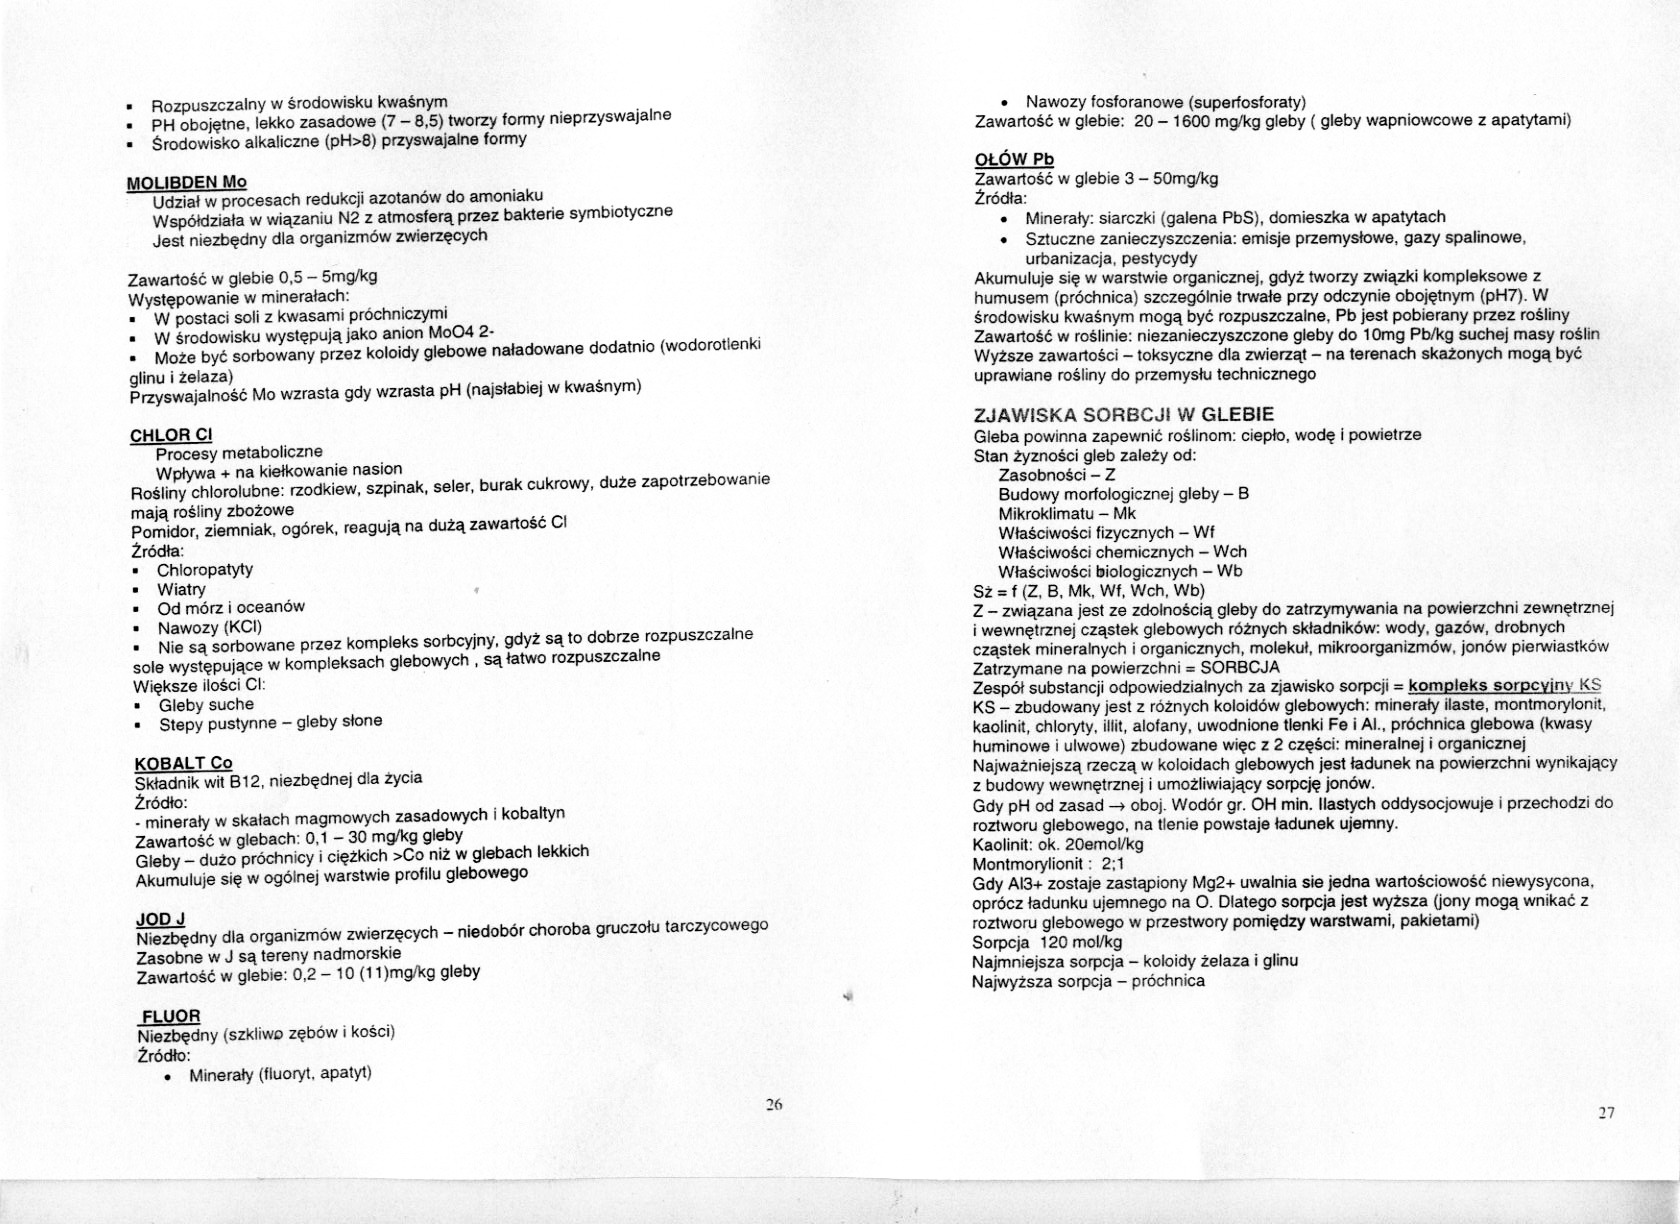 ▪ Rozpuszczalny w środowisku kwaśnym
▪ PH obojętne, lekko zasadowe (7 – 8,5) tworzy formy nieprzyswajalne
▪ Środowisko alkaliczne (pH>8) przyswajalne formy
MOLIBDEN Mo
Udział w procesach redukcji azotanów do amoniaku
Współdziała w wiązaniu N2 z atmosferą przez bakterie symbiotyczne
Jest niezbędny dla organizmów zwierzęcych
Zawartość w glebie 0,5 – 5mg/kg
Występowanie w minerałach:
▪ W postaci soli z kwasami próchniczymi
▪ W środowisku występują jako anion MoO4 2-
▪ Może być sorbowany przez koloidy glebowe naładowane dodatnio (wodorotlenki
glinu i żelaza)
Przyswajalność Mo wzrasta gdy wzrasta pH (najsłabiej w kwaśnym)
CHLOR Cl
Procesy metaboliczne
Wpływa + na kiełkowanie nasion
Rośliny chlorolubne: rzodkiew, szpinak, seler, burak cukrowy, duże zapotrzebowanie
mają rośliny zbożowe
Pomidor, ziemniak, ogórek, reagują na dużą zawartość Cl
Źródła:
▪ Chloropatyty
▪ Wiatry
▪ Od mórz i oceanów
▪ Nawozy (KCl)
▪ Nie są sorbowane przez kompleks sorbcyjny, gdyż są to dobrze rozpuszczalne
sole występujące w kompleksach glebowych , są łatwo rozpuszczalne
Większe ilości Cl:
▪ Gleby suche
▪ Stepy pustynne – gleby słone
KOBALT Co
Składnik wit B12, niezbędnej dla życia
Źródło:
- minerały w skałach magmowych zasadowych i kobaltyn
Zawartość w glebach: 0,1 – 30 mg/kg gleby
Gleby – dużo próchnicy i ciężkich >Co niż w glebach lekkich
Akumuluje się w ogólnej warstwie profilu glebowego
JOD J
Niezbędny dla organizmów zwierzęcych – niedobór choroba gruczołu tarczycowego
Zasobne w J są tereny nadmorskie
Zawartość w glebie: 0,2 – 10 (11)mg/kg gleby
FLUOR
Niezbędny (szkliwo zębów i kości)
Źródło:
• Minerały (fluoryt, apatyt)
26
• Nawozy fosforanowe (superfosforaty)
Zawartość w glebie: 20 – 1600 mg/kg gleby ( gleby wapniowcowe z apatytami)
OŁÓW Pb
Zawartość w glebie 3 – 50mg/kg
Źródła:
• Minerały: siarczki (galena PbS), domieszka w apatytach
• Sztuczne zanieczyszczenia: emisje przemysłowe, gazy spalinowe,
urbanizacja, pestycydy
Akumuluje się w warstwie organicznej, gdyż tworzy związki kompleksowe z
humusem (próchnica) szczególnie trwałe przy odczynie obojętnym (pH7). W
środowisku kwaśnym mogą być rozpuszczalne, Pb jest pobierany przez rośliny
Zawartość w roślinie: niezanieczyszczone gleby do 10mg Pb/kg suchej masy roślin
Wyższe zawartości – toksyczne dla zwierząt – na terenach skażonych mogą być
uprawiane rośliny do przemysłu technicznego
ZJAWISKA SORBCJI W GLEBIE
Gleba powinna zapewnić roślinom: ciepło, wodę i powietrze
Stan żyzności gleb zależy od:
Zasobności – Z
Budowy morfologicznej gleby – B
Mikroklimatu – Mk
Właściwości fizycznych – Wf
Właściwości chemicznych – Wch
Właściwości biologicznych – Wb
Sż = f (Z, B, Mk, Wf, Wch, Wb)
Z – związana jest ze zdolnością gleby do zatrzymywania na powierzchni zewnętrznej
i wewnętrznej cząstek glebowych różnych składników: wody, gazów, drobnych
cząstek mineralnych i organicznych, molekuł, mikroorganizmów, jonów pierwiastków
Zatrzymane na powierzchni = SORBCJA
Zespół substancji odpowiedzialnych za zjawisko sorpcji = kompleks sorpcyjny KS
KS – zbudowany jest z różnych koloidów glebowych: minerały ilaste, montmorylonit,
kaolinit, chloryty, illit, alofany, uwodnione tlenki Fe i Al., próchnica glebowa (kwasy
huminowe i ulwowe) zbudowane więc z 2 części: mineralnej i organicznej
Najważniejszą rzeczą w koloidach glebowych jest ładunek na powierzchni wynikający
z budowy wewnętrznej i umożliwiający sorpcję jonów.
Gdy pH od zasad → oboj. Wodór gr. OH min. Ilastych oddysocjowuje i przechodzi do
roztworu glebowego, na tlenie powstaje ładunek ujemny.
Kaolinit: ok. 20emol/kg
Montmorylionit : 2;1
Gdy Al3+ zostaje zastąpiony Mg2+ uwalnia sie jedna wartościowość niewysycona,
oprócz ładunku ujemnego na O. Dlatego sorpcja jest wyższa (jony mogą wnikać z
roztworu glebowego w przestwory pomiędzy warstwami, pakietami)
Sorpcja 120 mol/kg
Najmniejsza sorpcja – koloidy żelaza i glinu
Najwyższa sorpcja – próchnica
27